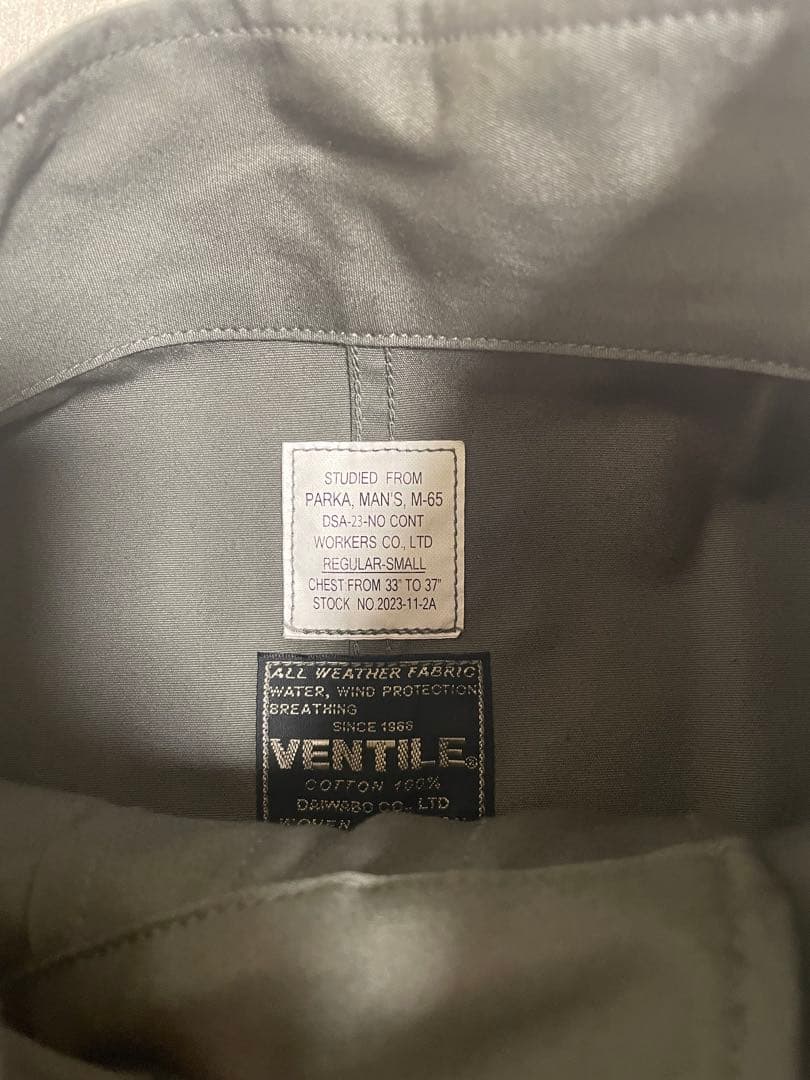 STUDIED FROM
PARKA, MAN'S, M-65
DSA-23-NO CONT
WORKERS CO., LTD
REGULAR-SMALL
CHEST:FROM 33" TO 37"
STOCK NO.2023-11-2A
ALL WEATHER FABRIC
WATER, WIND PROTECTION
BREATHING
SINCE 1968
VENTILE®
COTTON 100%
DAIWABO CO., LTD
WOVEN